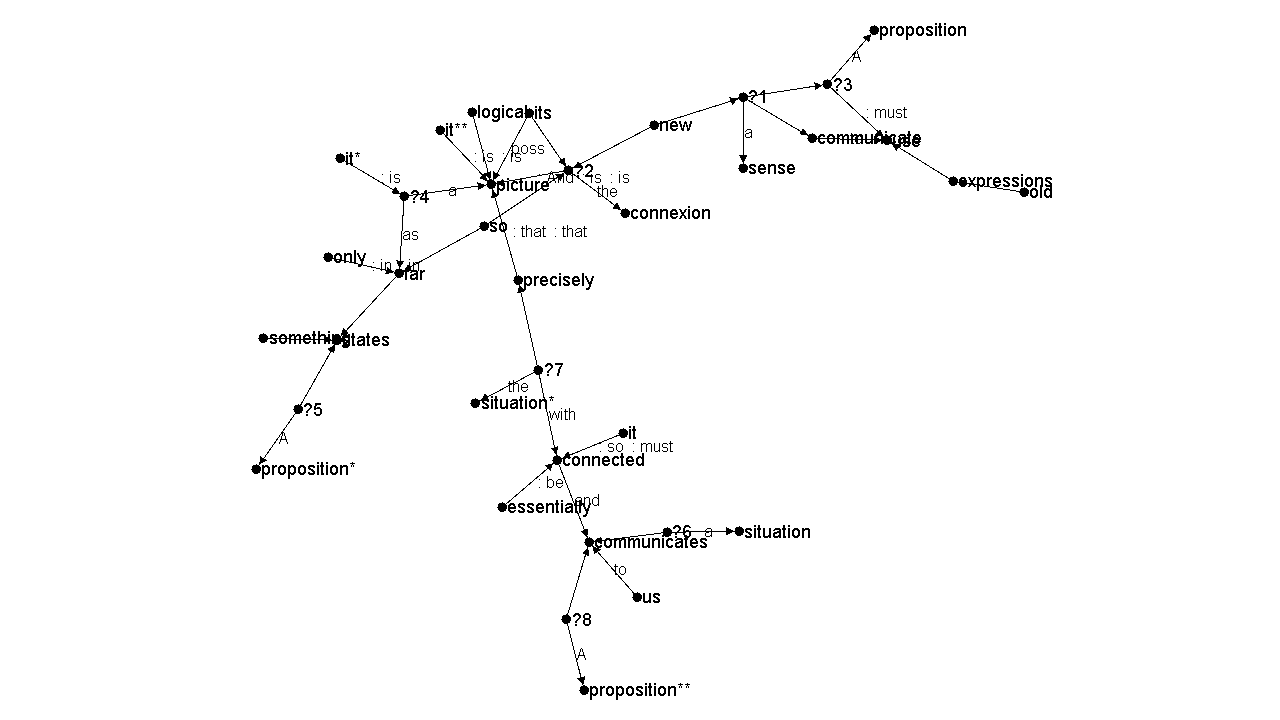 proposition
A
?3
?1
: must
logical
its
it**
new
a
communicate
use
: is : is
poss
it*
: is
sense
?2
And
: is : is
picture
expressions
old
a
?4
the
connexion
so
: that : that
as
only
: in : in
far
precisely
something
states
?7
the
situation*
with
?5
A
it
: so : must
connected
proposition*
: be
essentially
and
?6
a
situation
communicates
to
us
?8
A
proposition**